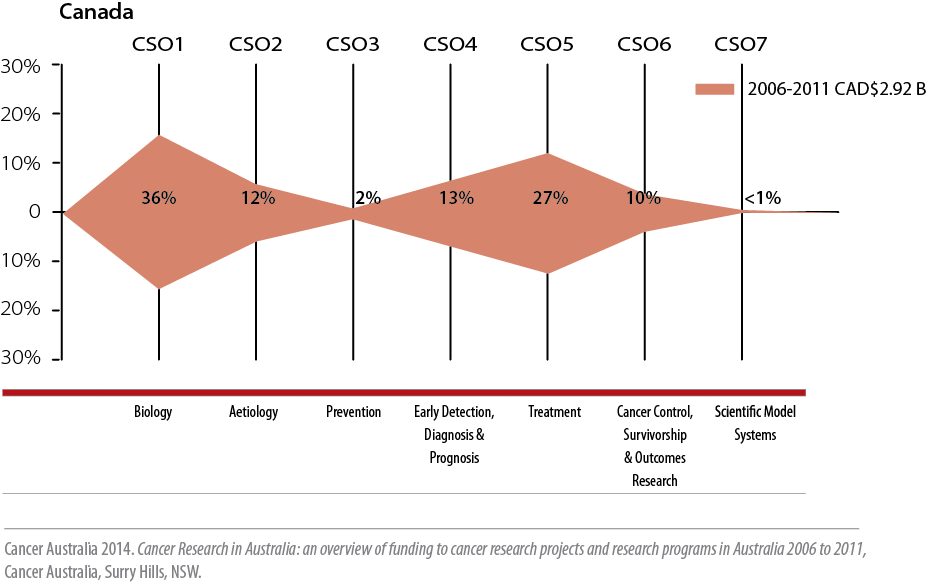 Canada
CSO1 CSO2 CSO3 CSO4 CSO5 CSO6 CSO7
30%
2006-2011 CAD$2.92 B
20%
10%
36% 12% 2% 13% 27% 10% <1%
0
10%
20%
30%
Biology Aetiology Prevention Early Detection, Treatment Cancer Control, Scientific Model
Diagnosis & Survivorship Systems
Prognosis & Outcomes
Research
Cancer Australia 2014. Cancer Research in Australia: an overview of funding to cancer research projects and research programs in Australia 2006 to 2011,
Cancer Australia, Surry Hills, NSW.